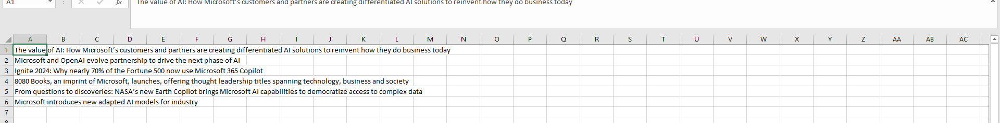 A1 : fx The value of AI: How Microsoft’s customers and partners are creating differentiated AI solutions to reinvent how they do business today
A B C D E F G H I J K L M N O P Q R S T U V W X Y Z AA AB AC
1 The value of AI: How Microsoft’s customers and partners are creating differentiated AI solutions to reinvent how they do business today
2 Microsoft and OpenAI evolve partnership to drive the next phase of AI
3 Ignite 2024: Why nearly 70% of the Fortune 500 now use Microsoft 365 Copilot
4 8080 Books, an imprint of Microsoft, launches, offering thought leadership titles spanning technology, business and society
5 From questions to discoveries: NASA’s new Earth Copilot brings Microsoft AI capabilities to democratize access to complex data
6 Microsoft introduces new adapted AI models for industry
7
8